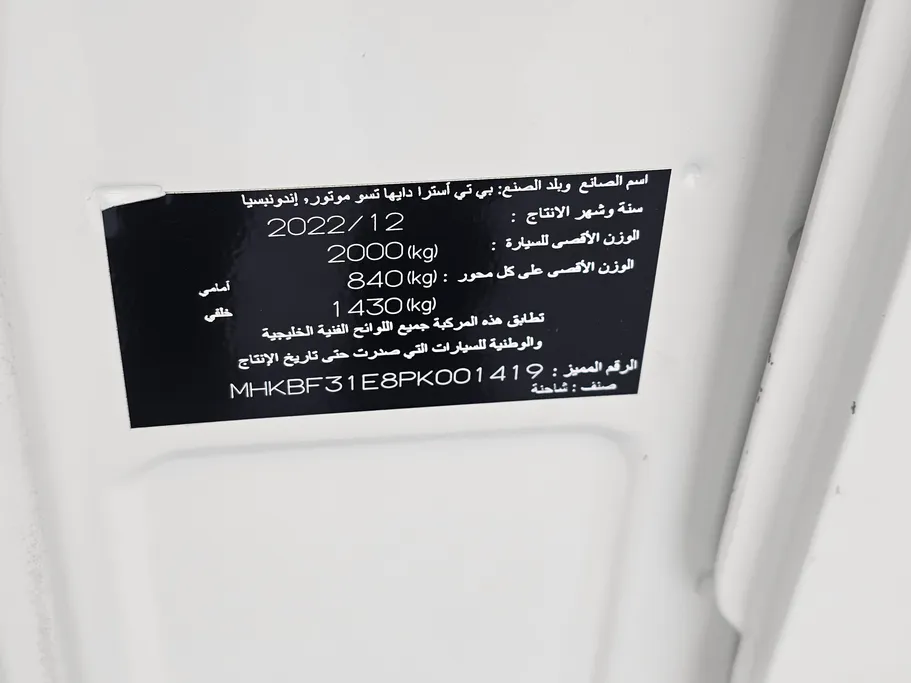 اسم الصانع وبلد الصنع: بي تي أسترا دايها تسو موتور, إندونيسيا
سنة وشهر الانتاج : 2022/12
الوزن الأقصى للسيارة : 2000(kg)
الوزن الأقصى على كل محور : 840(kg) أمامي
1430(kg) خلفي
تطابق هذه المركبة جميع اللوائح الفنية الخليجية
والوطنية للسيارات التي صدرت حتى تاريخ الإنتاج
الرقم المميز : MHKBF31E8PK001419
صنف : شاحنة